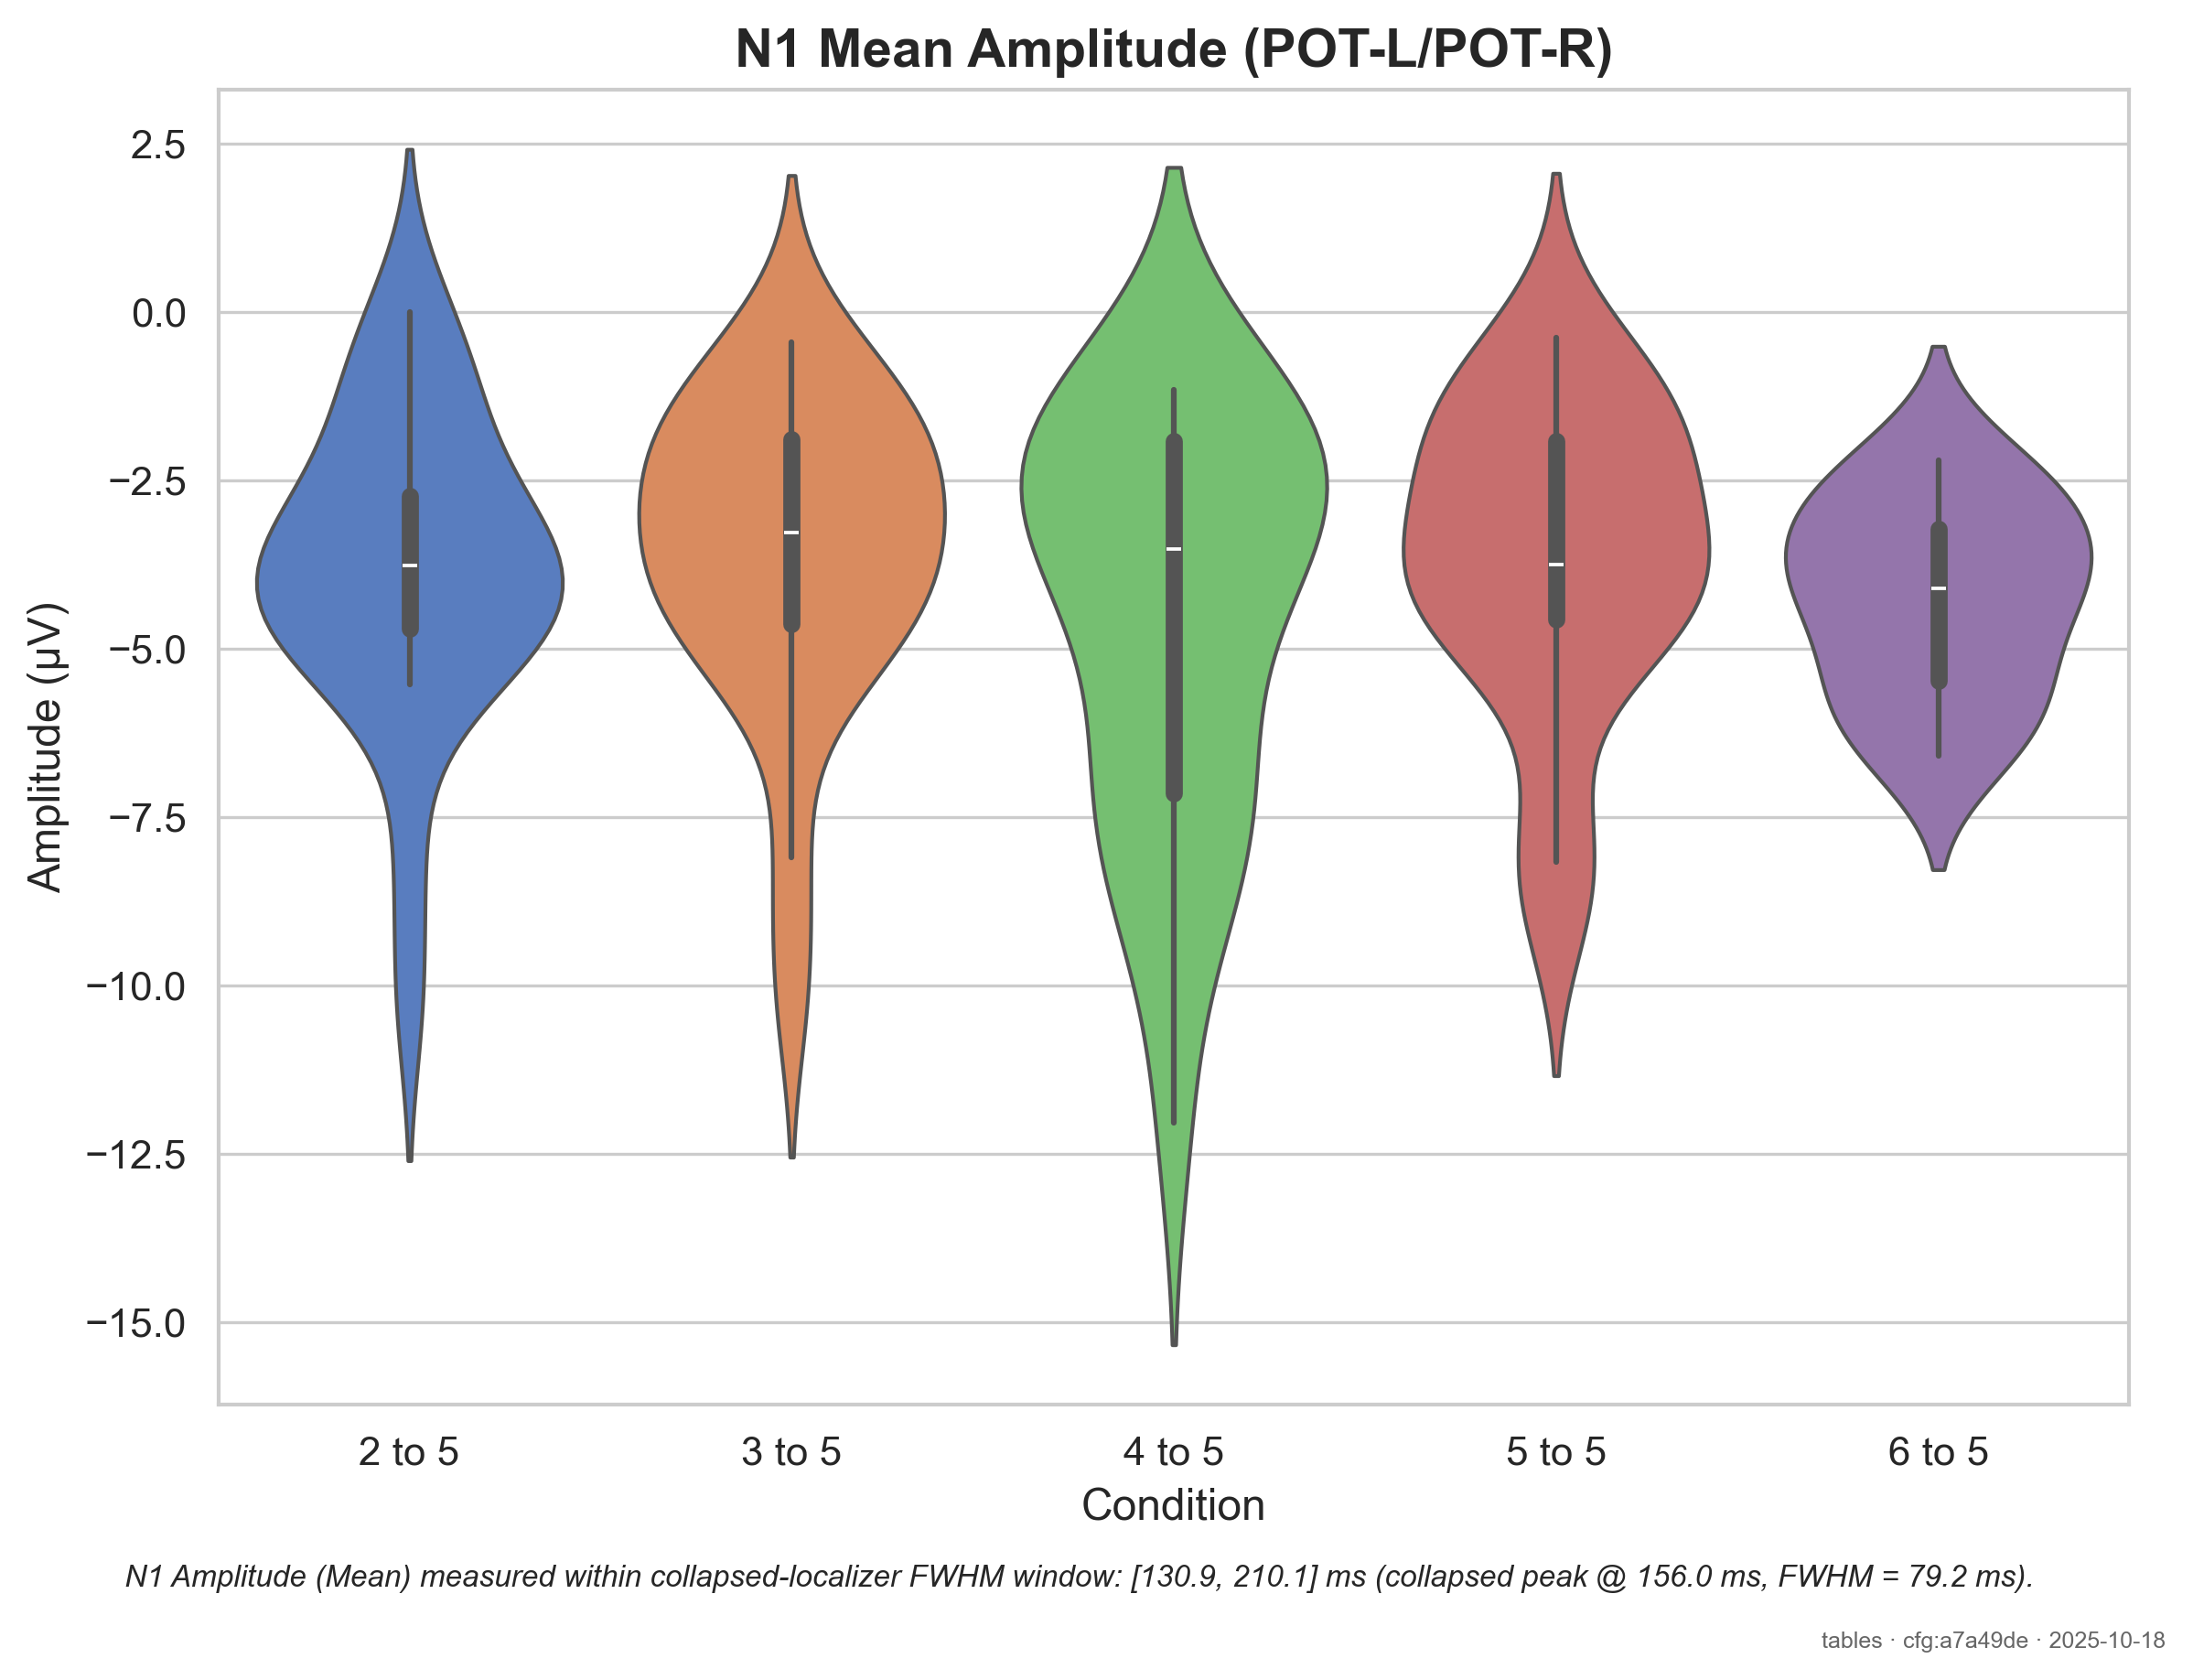 N1 Mean Amplitude (POT-L/POT-R)
Amplitude (µV)
2.5
0.0
−2.5
−5.0
−7.5
−10.0
−12.5
−15.0
2 to 5 3 to 5 4 to 5 5 to 5 6 to 5
Condition
N1 Amplitude (Mean) measured within collapsed-localizer FWHM window: [130.9, 210.1] ms (collapsed peak @ 156.0 ms, FWHM = 79.2 ms).
tables · cfg:a7a49de · 2025-10-18